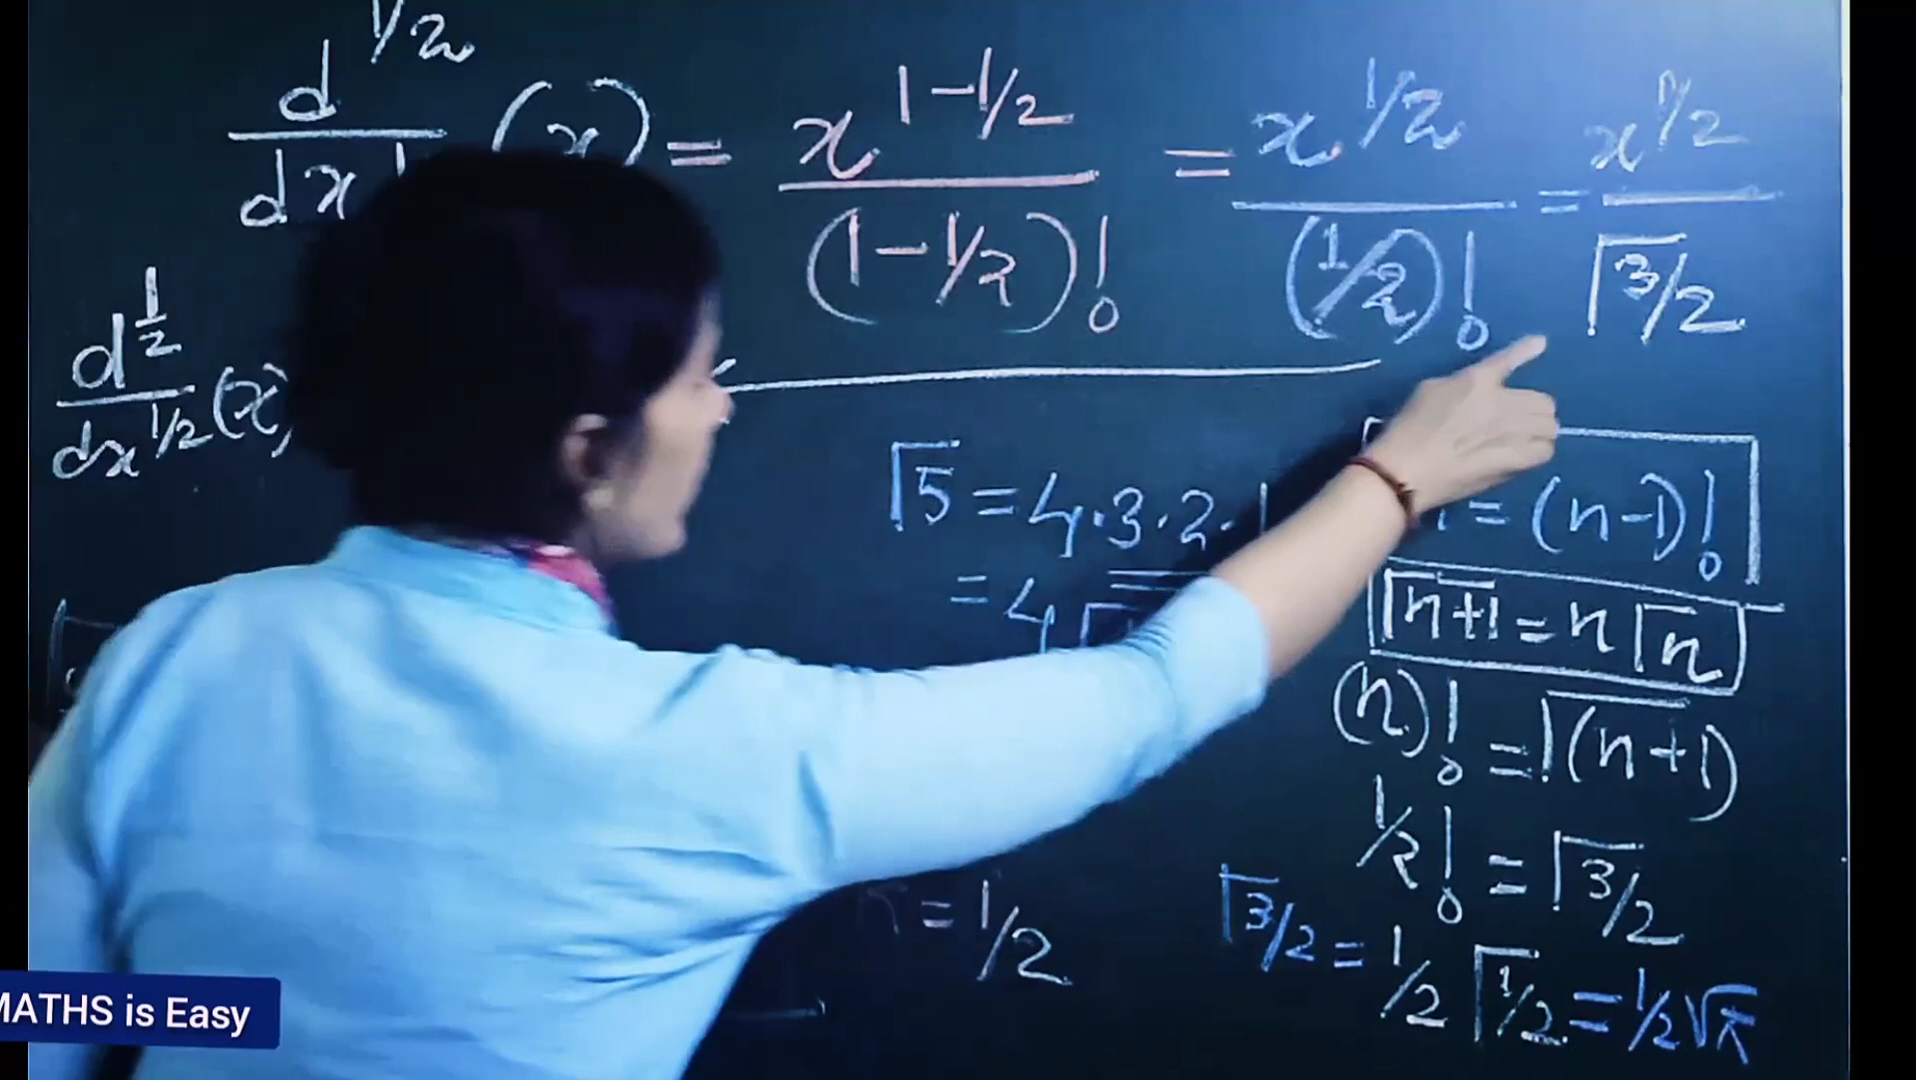 d^1/2 / dx^1 (x) = x^1-1/2 / (1-1/2)! = x^1/2 / (1/2)! = x^1/2 / Γ3/2
d^1/2 / dx^1/2 (x)
Γ5 = 4.3.2.1
= (n-1)!
= 4Γ
Γn+1 = nΓn
(n)! = Γ(n+1)
1/2! = Γ3/2
n = 1/2
Γ3/2 = 1/2 Γ1/2 = 1/2 √π
MATHS is Easy